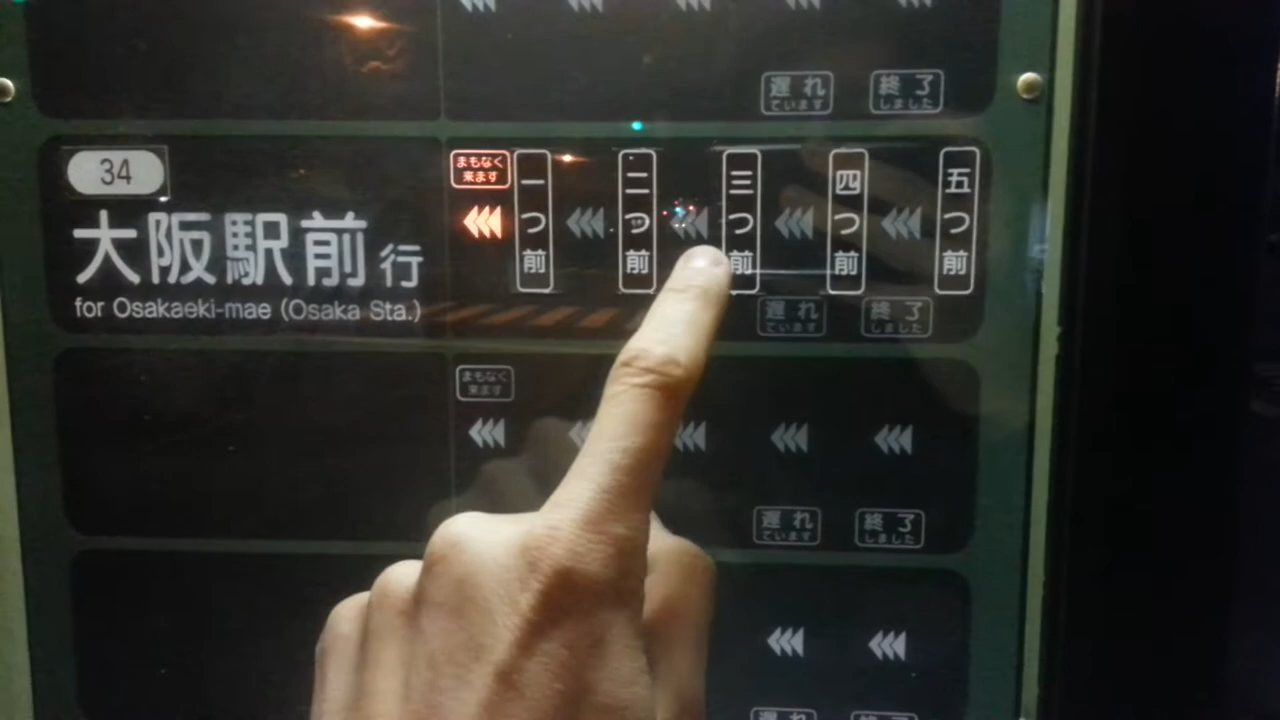 遅れ
ています
終了
しました
34
大阪駅前行
for Osakaeki-mae (Osaka Sta.)
まもなく
来ます
一つ前
二つ前
三つ前
四つ前
五つ前
遅れ
ています
終了
しました
まもなく
来ます
遅れ
ています
終了
しました
遅れ
終了